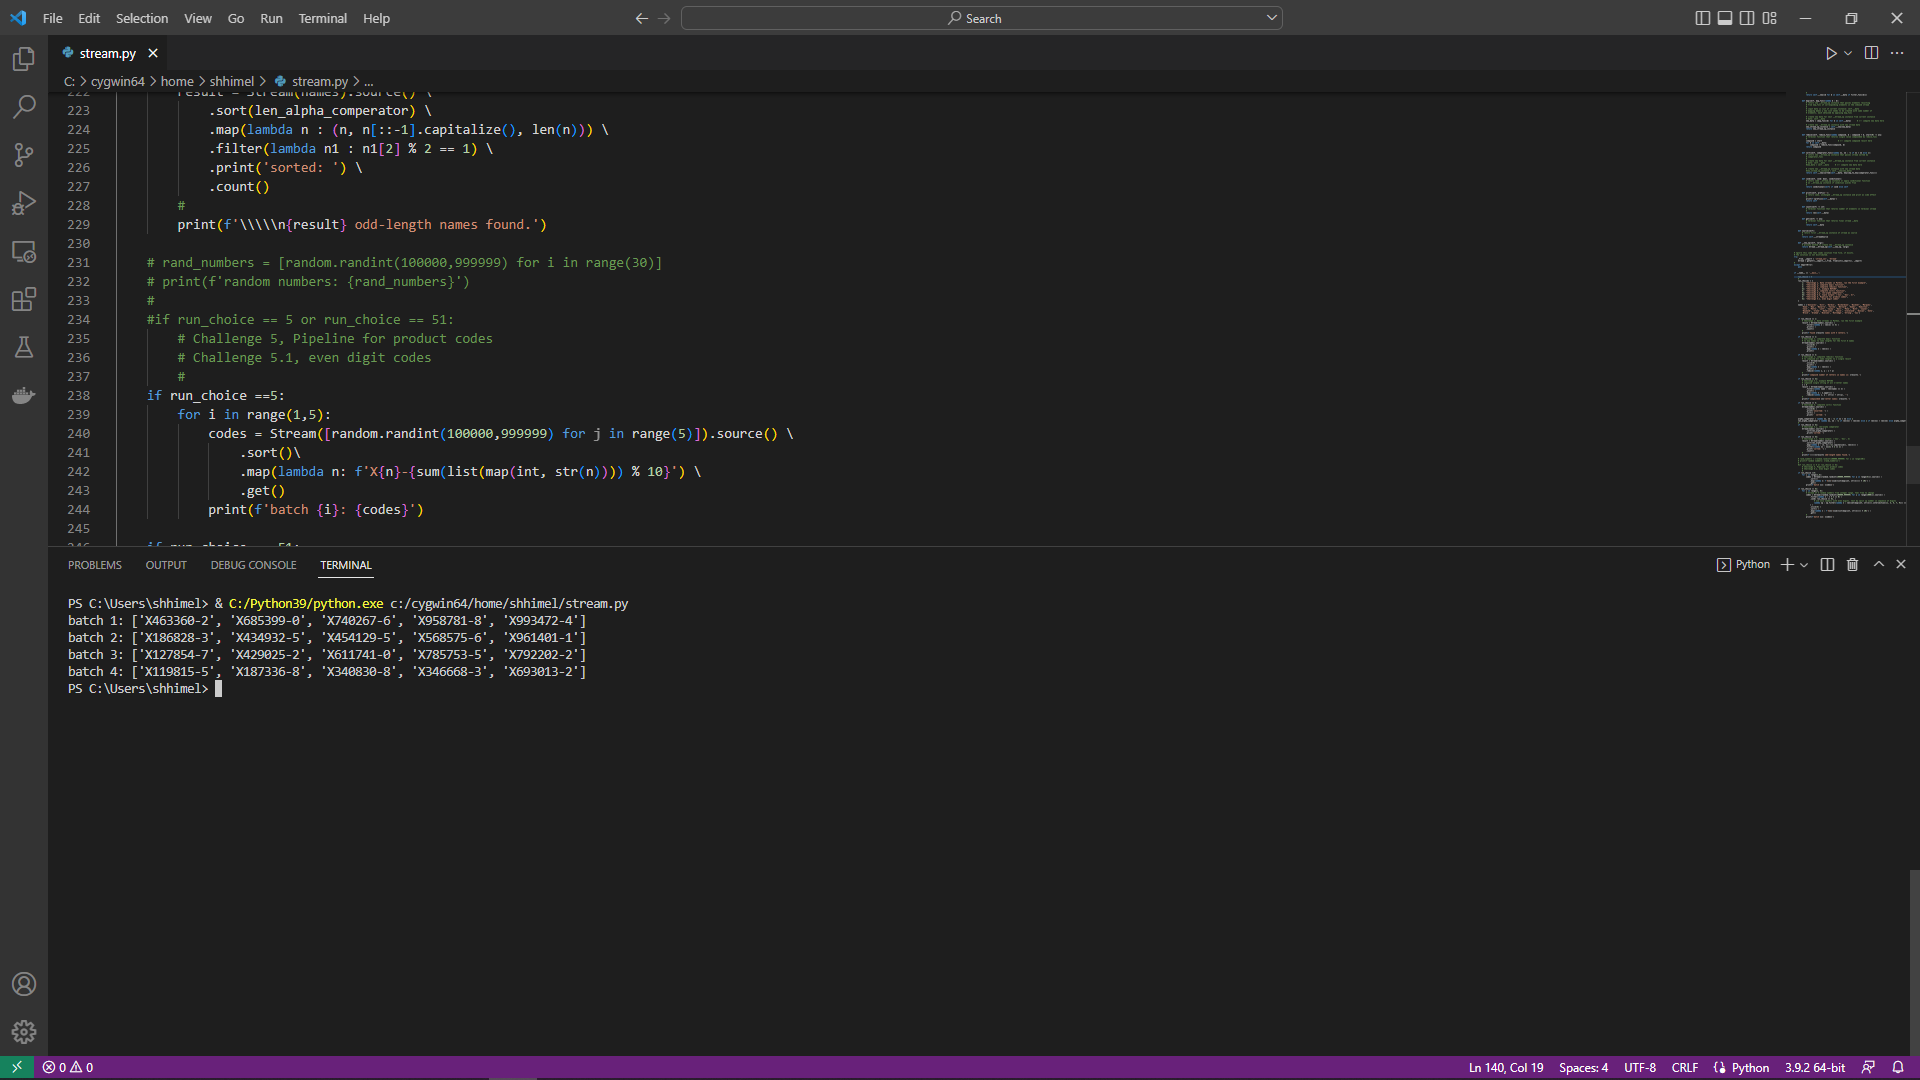 File Edit Selection View Go Run Terminal Help
Search
stream.py
C: > cygwin64 > home > shhimel > stream.py > ...
222 result = Stream(names).source() \
223 .sort(len_alpha_comperator) \
224 .map(lambda n : (n, n[::-1].capitalize(), len(n))) \
225 .filter(lambda n1 : n1[2] % 2 == 1) \
226 .print('sorted: ') \
227 .count()
228 #
229 print(f'\\\\\n{result} odd-length names found.')
230
231 # rand_numbers = [random.randint(100000,999999) for i in range(30)]
232 # print(f'random numbers: {rand_numbers}')
233 #
234 #if run_choice == 5 or run_choice == 51:
235 # Challenge 5, Pipeline for product codes
236 # Challenge 5.1, even digit codes
237 #
238 if run_choice ==5:
239 for i in range(1,5):
240 codes = Stream([random.randint(100000,999999) for j in range(5)]).source() \
241 .sort()\
242 .map(lambda n: f'X{n}-{sum(list(map(int, str(n)))) % 10}') \
243 .get()
244 print(f'batch {i}: {codes}')
245
246 if run_choice == 51:
PROBLEMS OUTPUT DEBUG CONSOLE TERMINAL
Python
PS C:\Users\shhimel> & C:/Python39/python.exe c:/cygwin64/home/shhimel/stream.py
batch 1: ['X463360-2', 'X685399-0', 'X740267-6', 'X958781-8', 'X993472-4']
batch 2: ['X186828-3', 'X434932-5', 'X454129-5', 'X568575-6', 'X961401-1']
batch 3: ['X127854-7', 'X429025-2', 'X611741-0', 'X785753-5', 'X792202-2']
batch 4: ['X119815-5', 'X187336-8', 'X340830-8', 'X346668-3', 'X693013-2']
PS C:\Users\shhimel>
0 0 Ln 140, Col 19 Spaces: 4 UTF-8 CRLF Python 3.9.2 64-bit